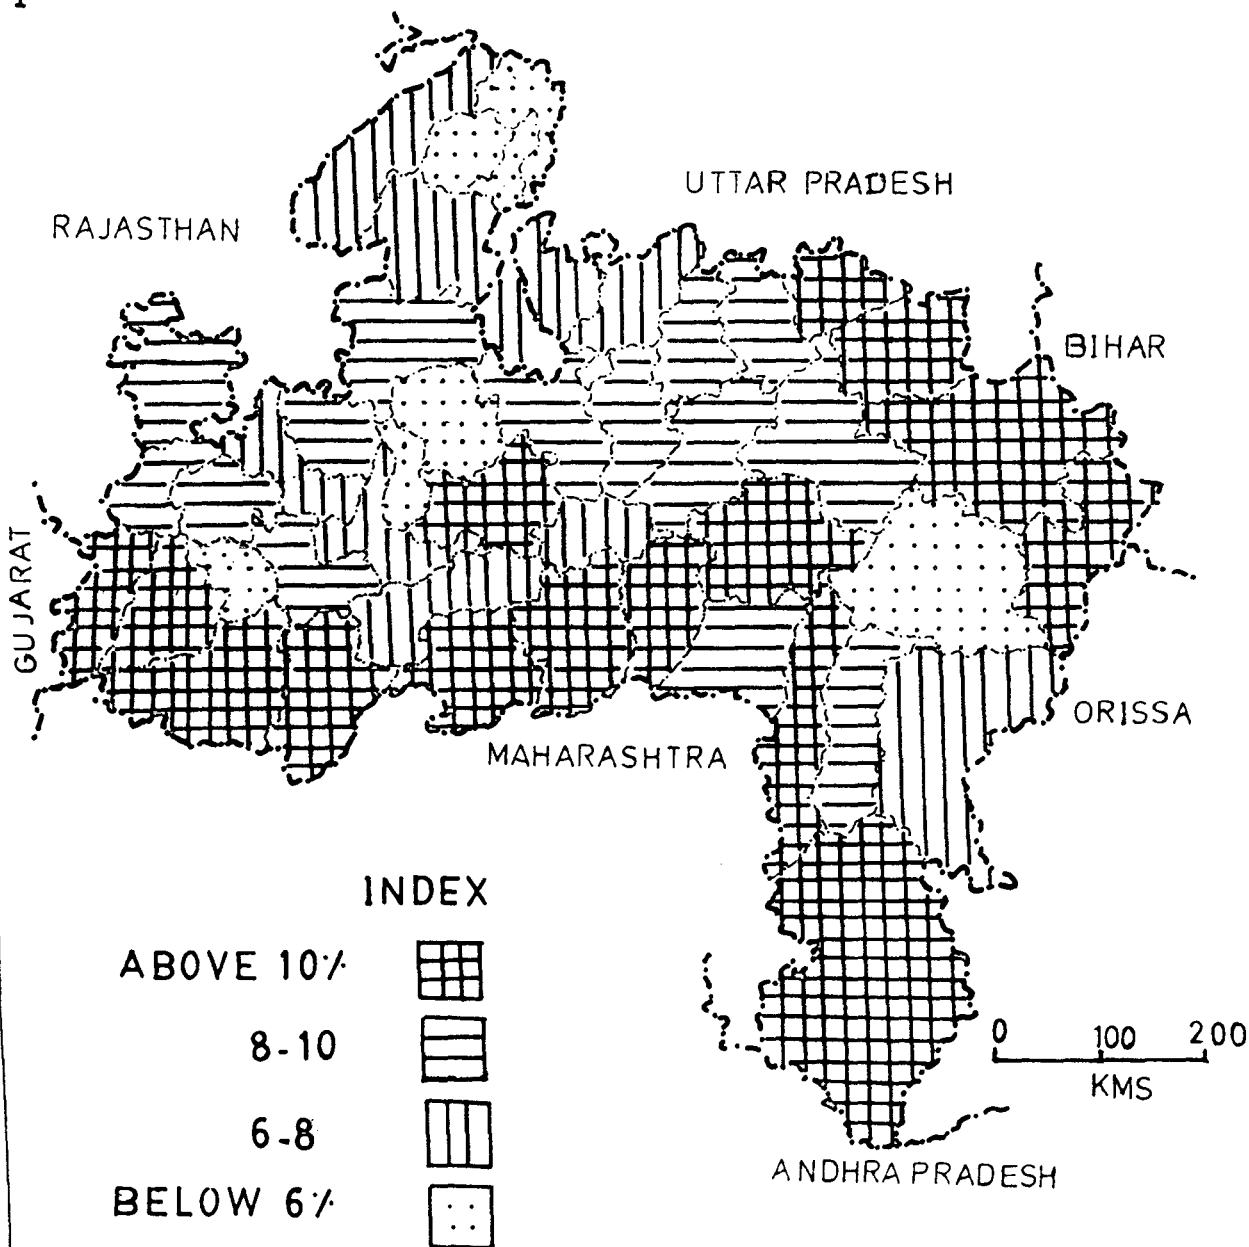 UTTAR PRADESH
RAJASTHAN
BIHAR
GUJARAT
ORISSA
MAHARASHTRA
INDEX
ABOVE 10%
8-10
6-8
BELOW 6%
0 100 200
KMS
ANDHRA PRADESH